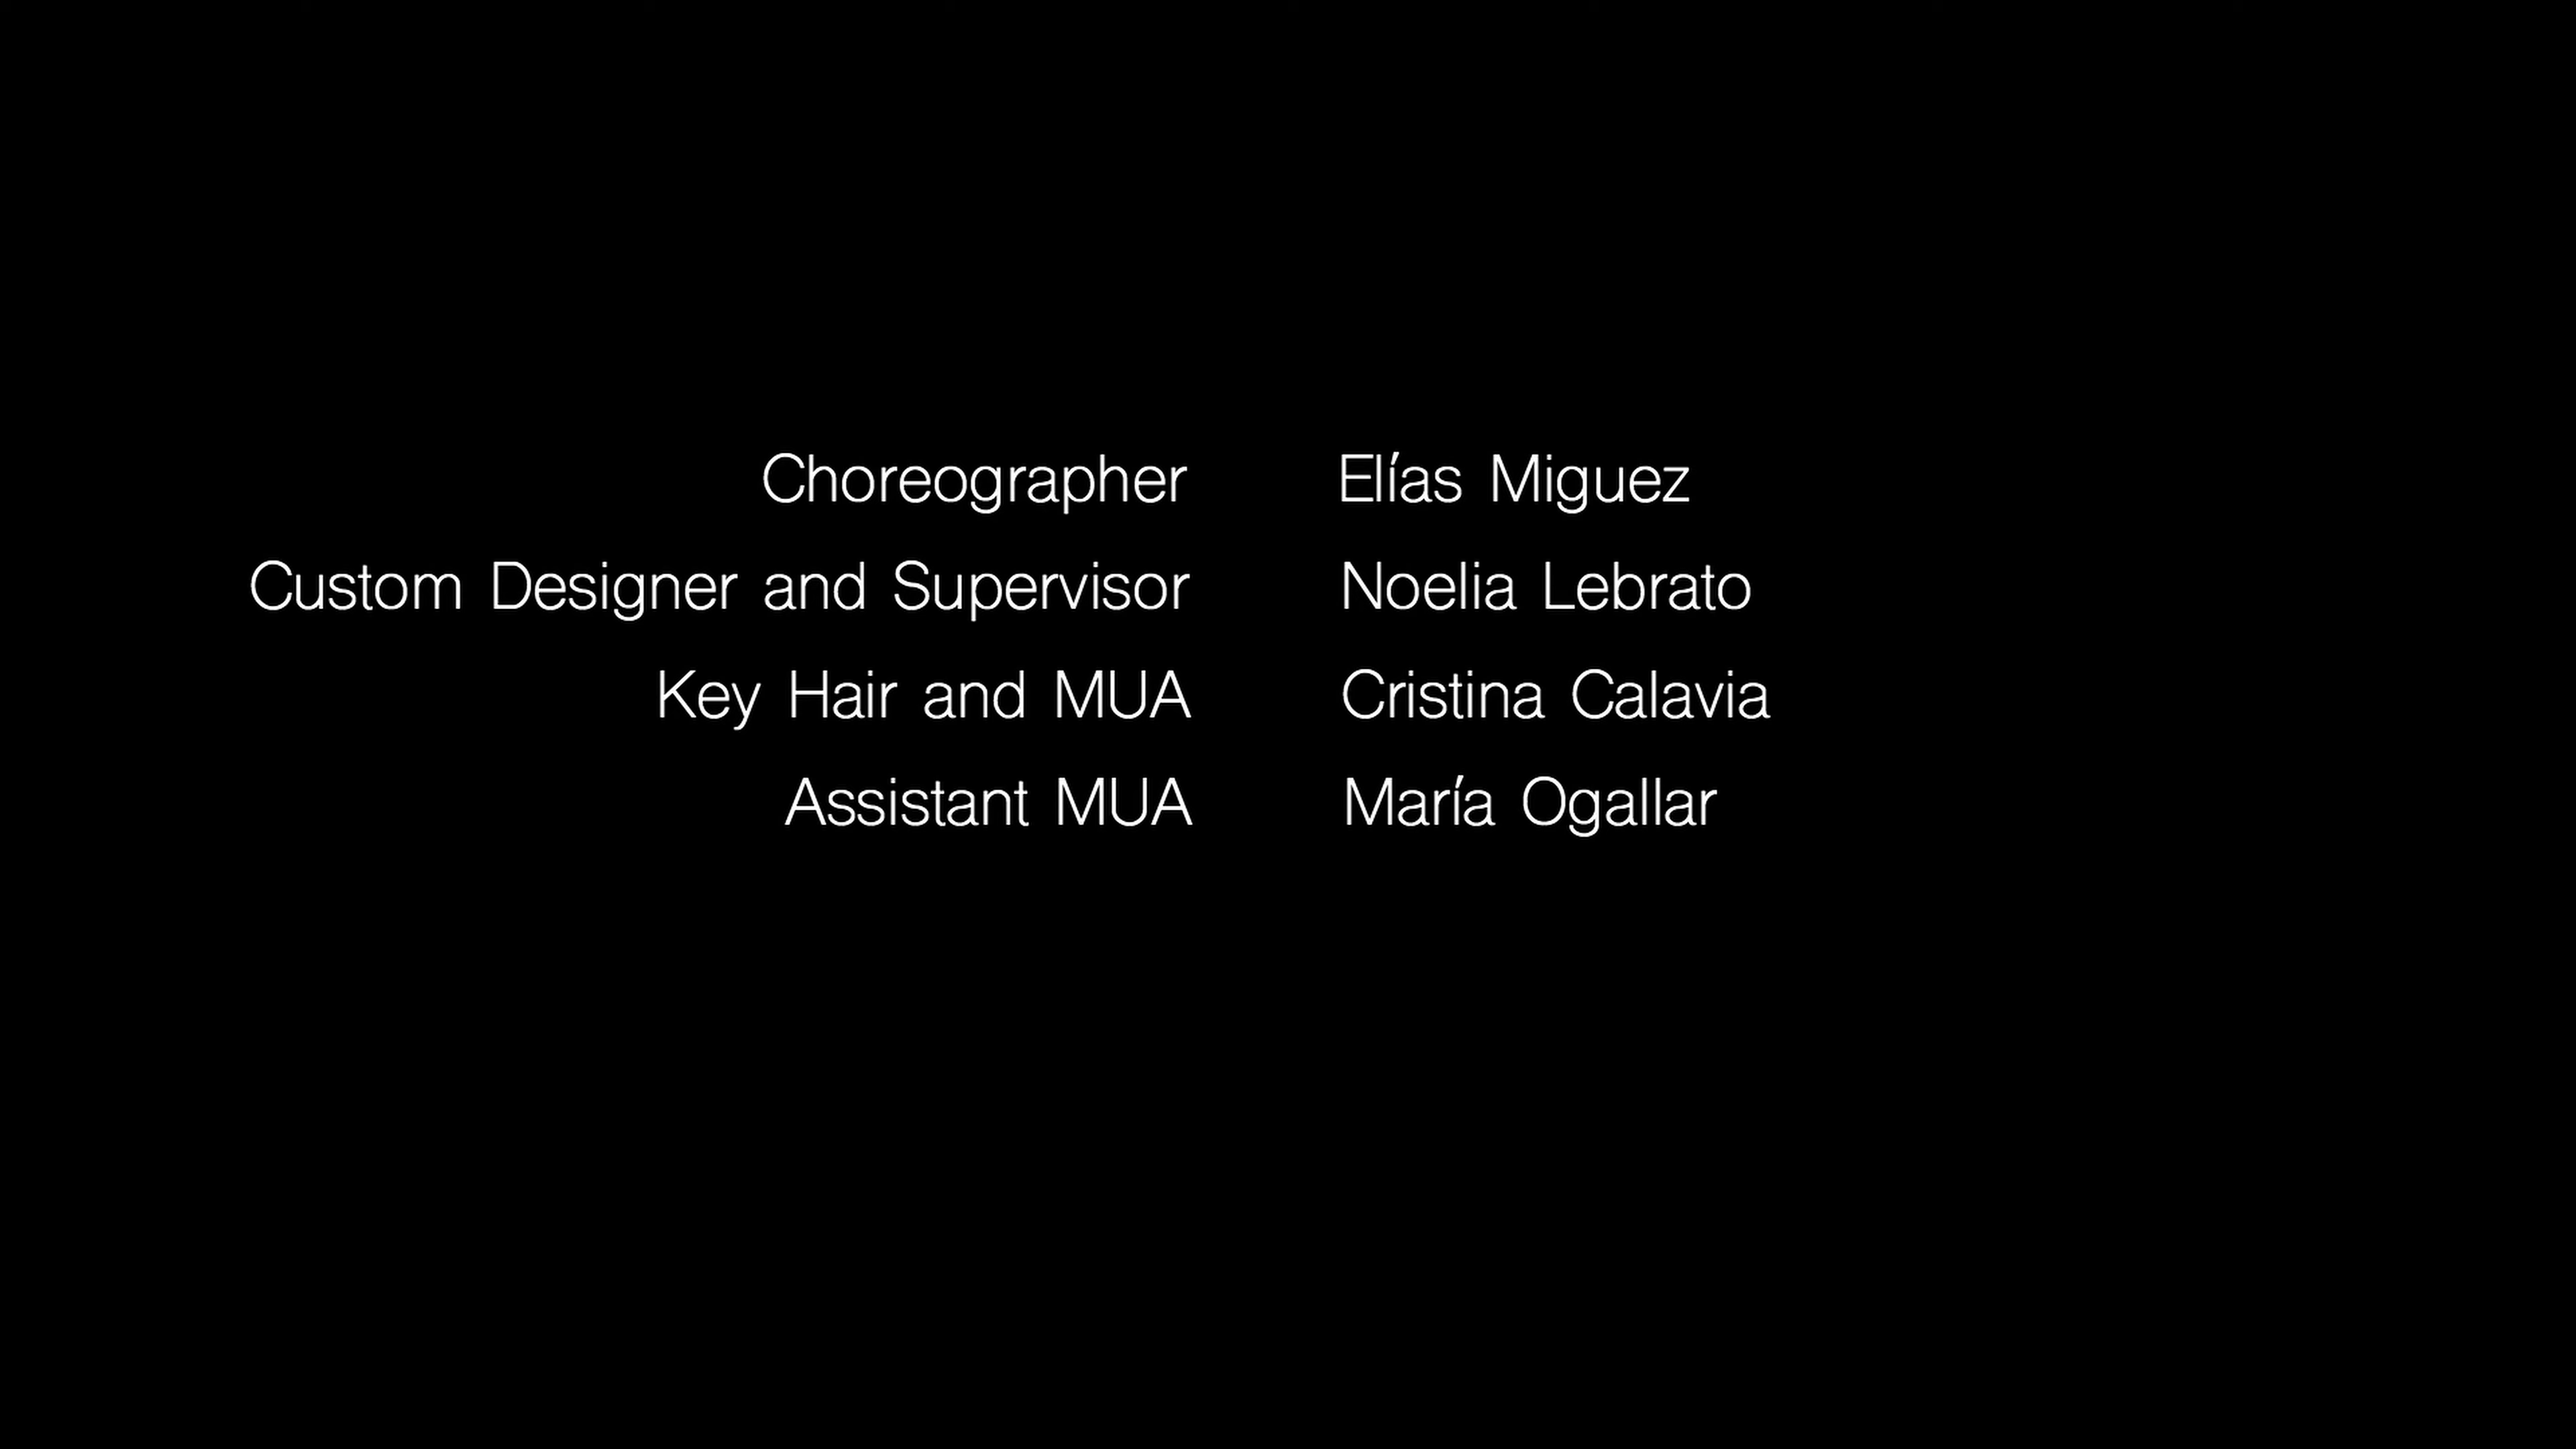 Choreographer Elías Miguez
Custom Designer and Supervisor Noelia Lebrato
Key Hair and MUA Cristina Calavia
Assistant MUA María Ogallar